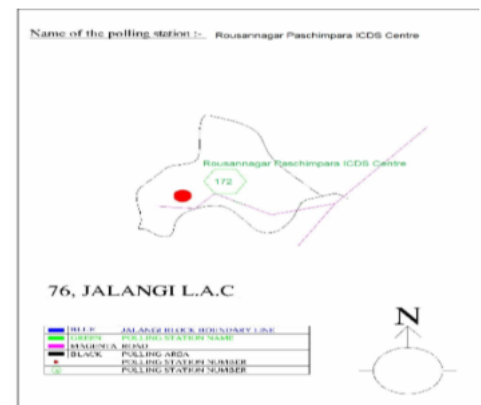 Name of the polling station :- Rousannagar Paschimpara ICDS Centre
Rousannagar Paschimpara ICDS Centre
172
76, JALANGI L.A.C
N
BLUE JALANGI BLOCK BOUNDARY LINE
GREEN POLLING STATION NAME
MAGENTA ROAD
BLACK POLLING AREA
POLLING STATION NUMBER
POLLING STATION NUMBER